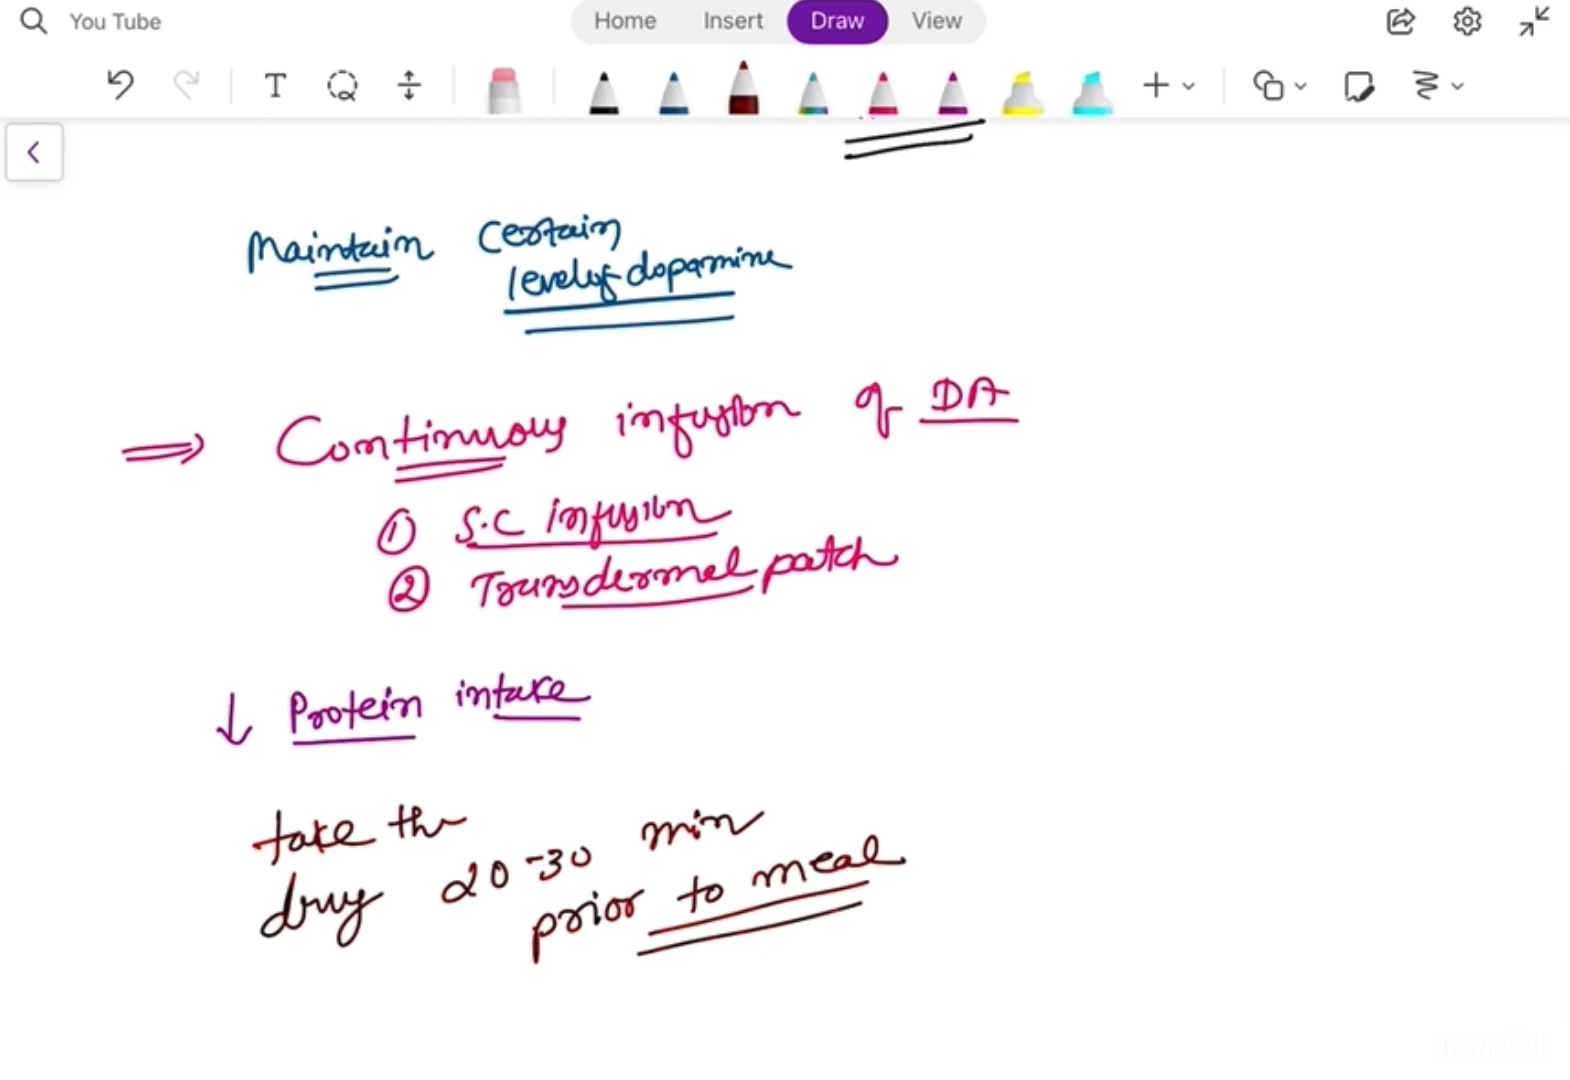 You Tube
Home Insert Draw View
T
Maintain Certain
level of dopamine
⇒ Continuous infusion of DA
① S.C infusion
② Transdermal patch
↓ Protein intake
take the
drug 20-30 min
prior to meal